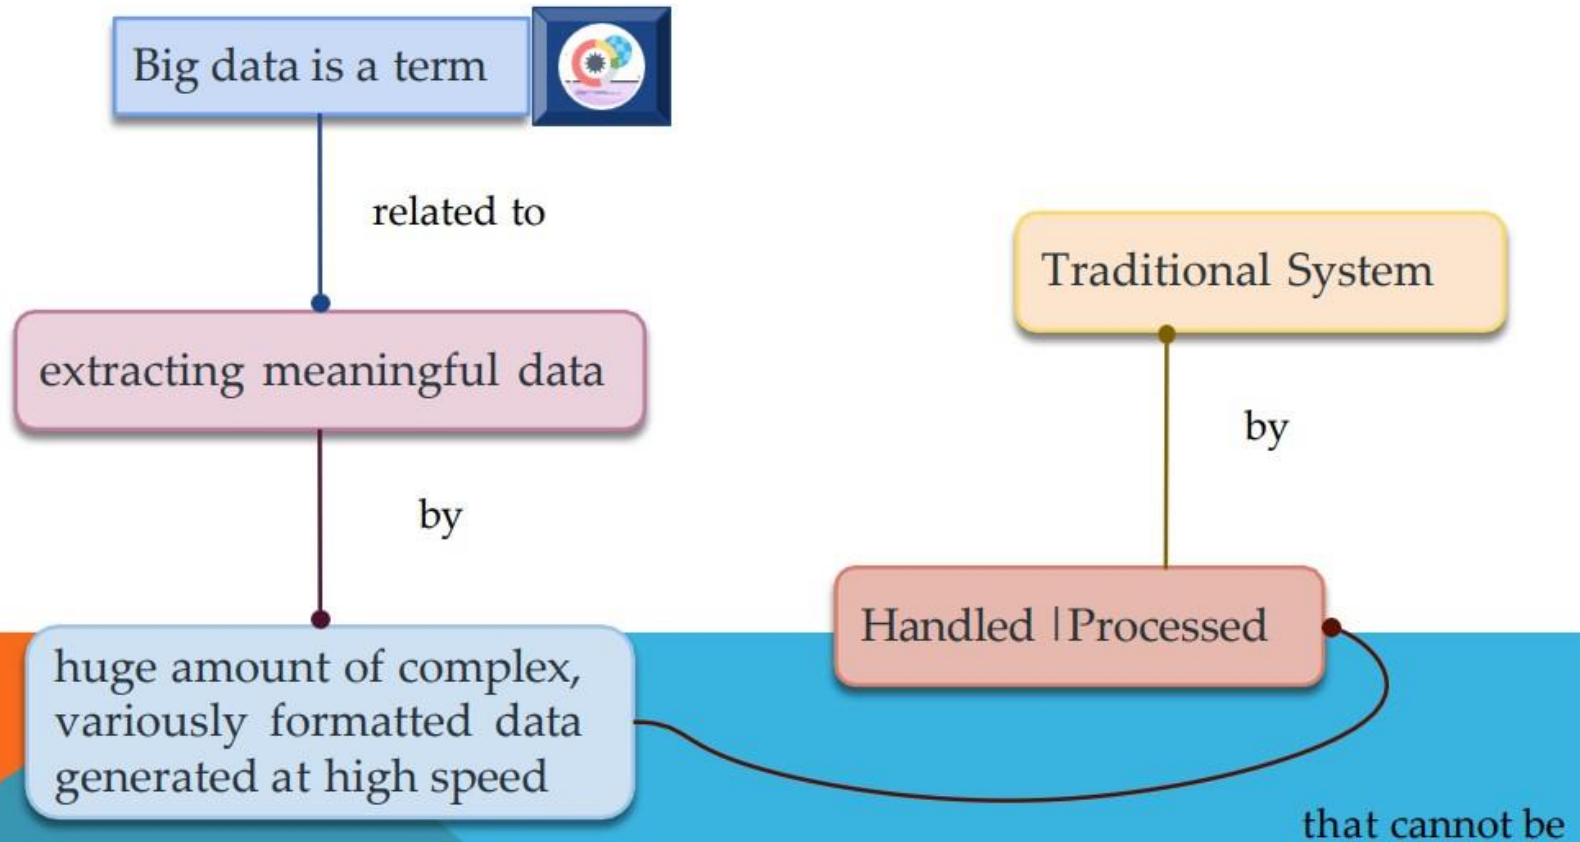 Big data is a term
related to
extracting meaningful data
by
huge amount of complex,
variously formatted data
generated at high speed
that cannot be
Handled |Processed
by
Traditional System